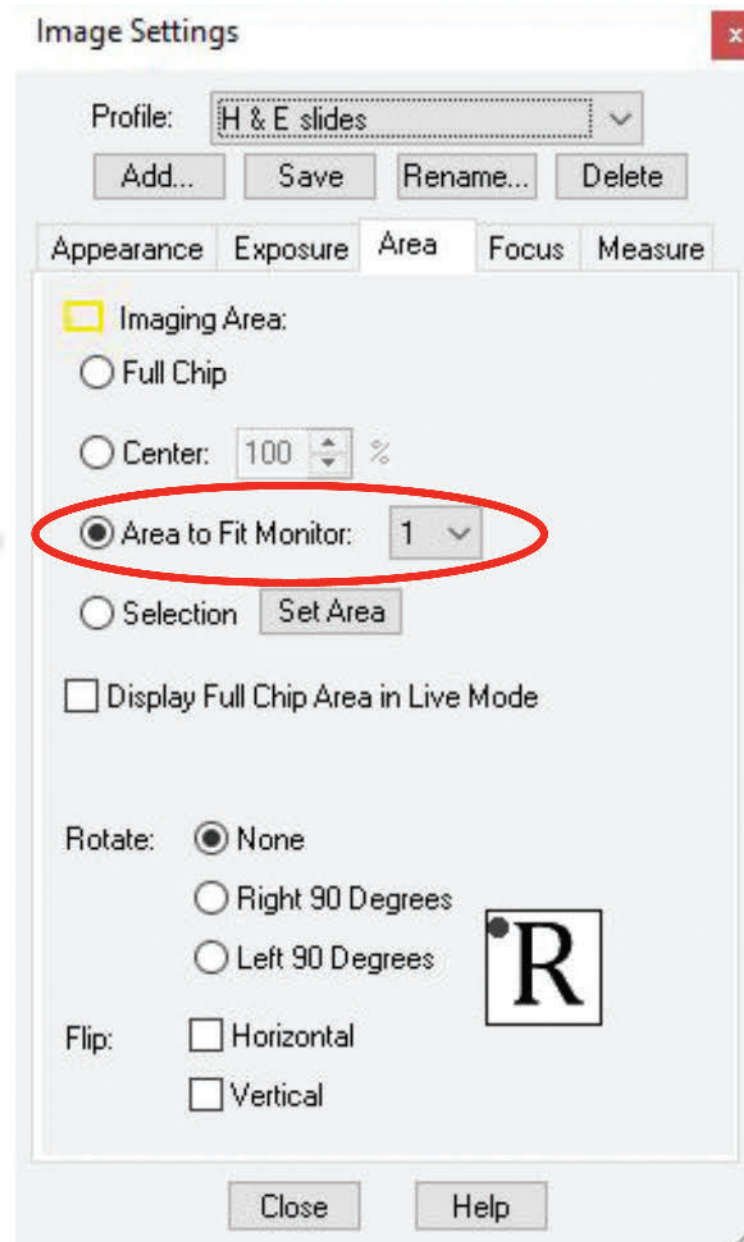 Image Settings x
Profile: H & E slides
Add... Save Rename... Delete
Appearance Exposure Area Focus Measure
Imaging Area:
Full Chip
Center: 100 %
Area to Fit Monitor: 1
Selection Set Area
Display Full Chip Area in Live Mode
Rotate: None
Right 90 Degrees
Left 90 Degrees
R
Flip: Horizontal
Vertical
Close Help